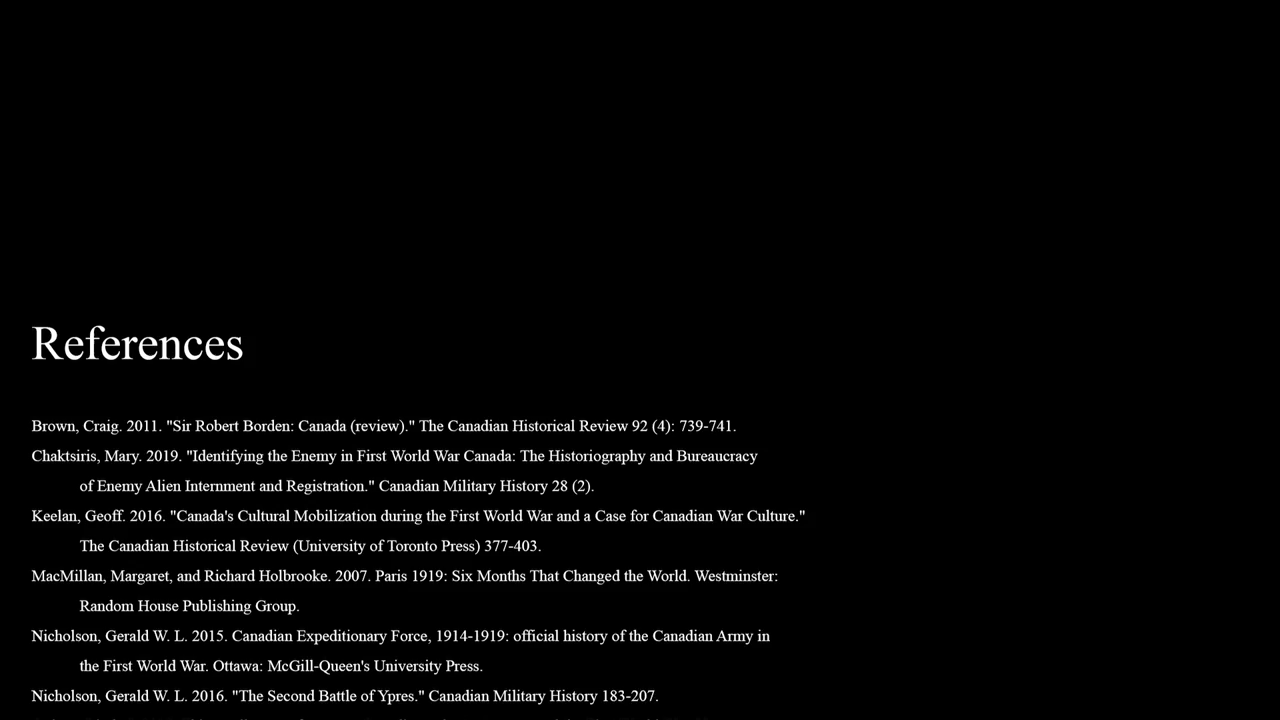 References
Brown, Craig. 2011. "Sir Robert Borden: Canada (review)." The Canadian Historical Review 92 (4): 739-741.
Chaktsiris, Mary. 2019. "Identifying the Enemy in First World War Canada: The Historiography and Bureaucracy
of Enemy Alien Internment and Registration." Canadian Military History 28 (2).
Keelan, Geoff. 2016. "Canada's Cultural Mobilization during the First World War and a Case for Canadian War Culture."
The Canadian Historical Review (University of Toronto Press) 377-403.
MacMillan, Margaret, and Richard Holbrooke. 2007. Paris 1919: Six Months That Changed the World. Westminster:
Random House Publishing Group.
Nicholson, Gerald W. L. 2015. Canadian Expeditionary Force, 1914-1919: official history of the Canadian Army in
the First World War. Ottawa: McGill-Queen's University Press.
Nicholson, Gerald W. L. 2016. "The Second Battle of Ypres." Canadian Military History 183-207.